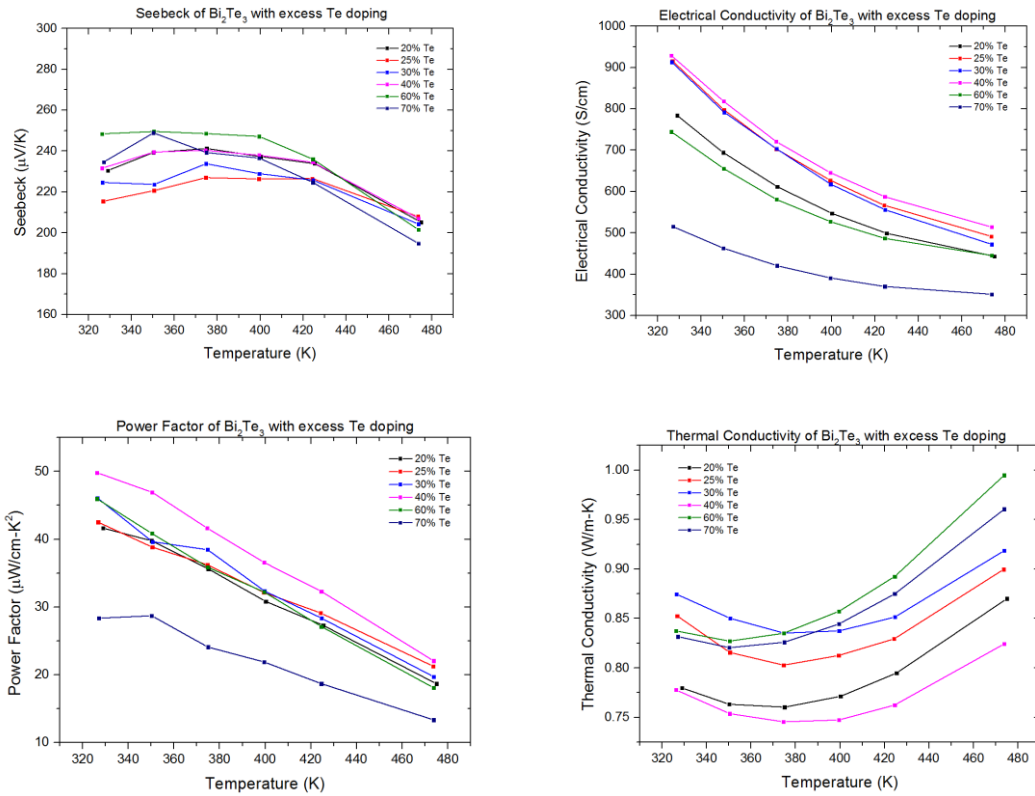 Seebeck of Bi₂Te₃ with excess Te doping
300
280
260
240
220
200
180
160
Seebeck (μV/K)
20% Te
25% Te
30% Te
40% Te
60% Te
70% Te
320 340 360 380 400 420 440 460 480
Temperature (K)
Electrical Conductivity of Bi₂Te₃ with excess Te doping
1000
900
800
700
600
500
400
300
Electrical Conductivity (S/cm)
20% Te
25% Te
30% Te
40% Te
60% Te
70% Te
320 340 360 380 400 420 440 460 480
Temperature (K)
Power Factor of Bi₂Te₃ with excess Te doping
50
40
30
20
10
Power Factor (μW/cm-K²)
20% Te
25% Te
30% Te
40% Te
60% Te
70% Te
320 340 360 380 400 420 440 460 480
Temperature (K)
Thermal Conductivity of Bi₂Te₃ with excess Te doping
1.00
0.95
0.90
0.85
0.80
0.75
Thermal Conductivity (W/m-K)
20% Te
25% Te
30% Te
40% Te
60% Te
70% Te
320 340 360 380 400 420 440 460 480
Temperature (K)